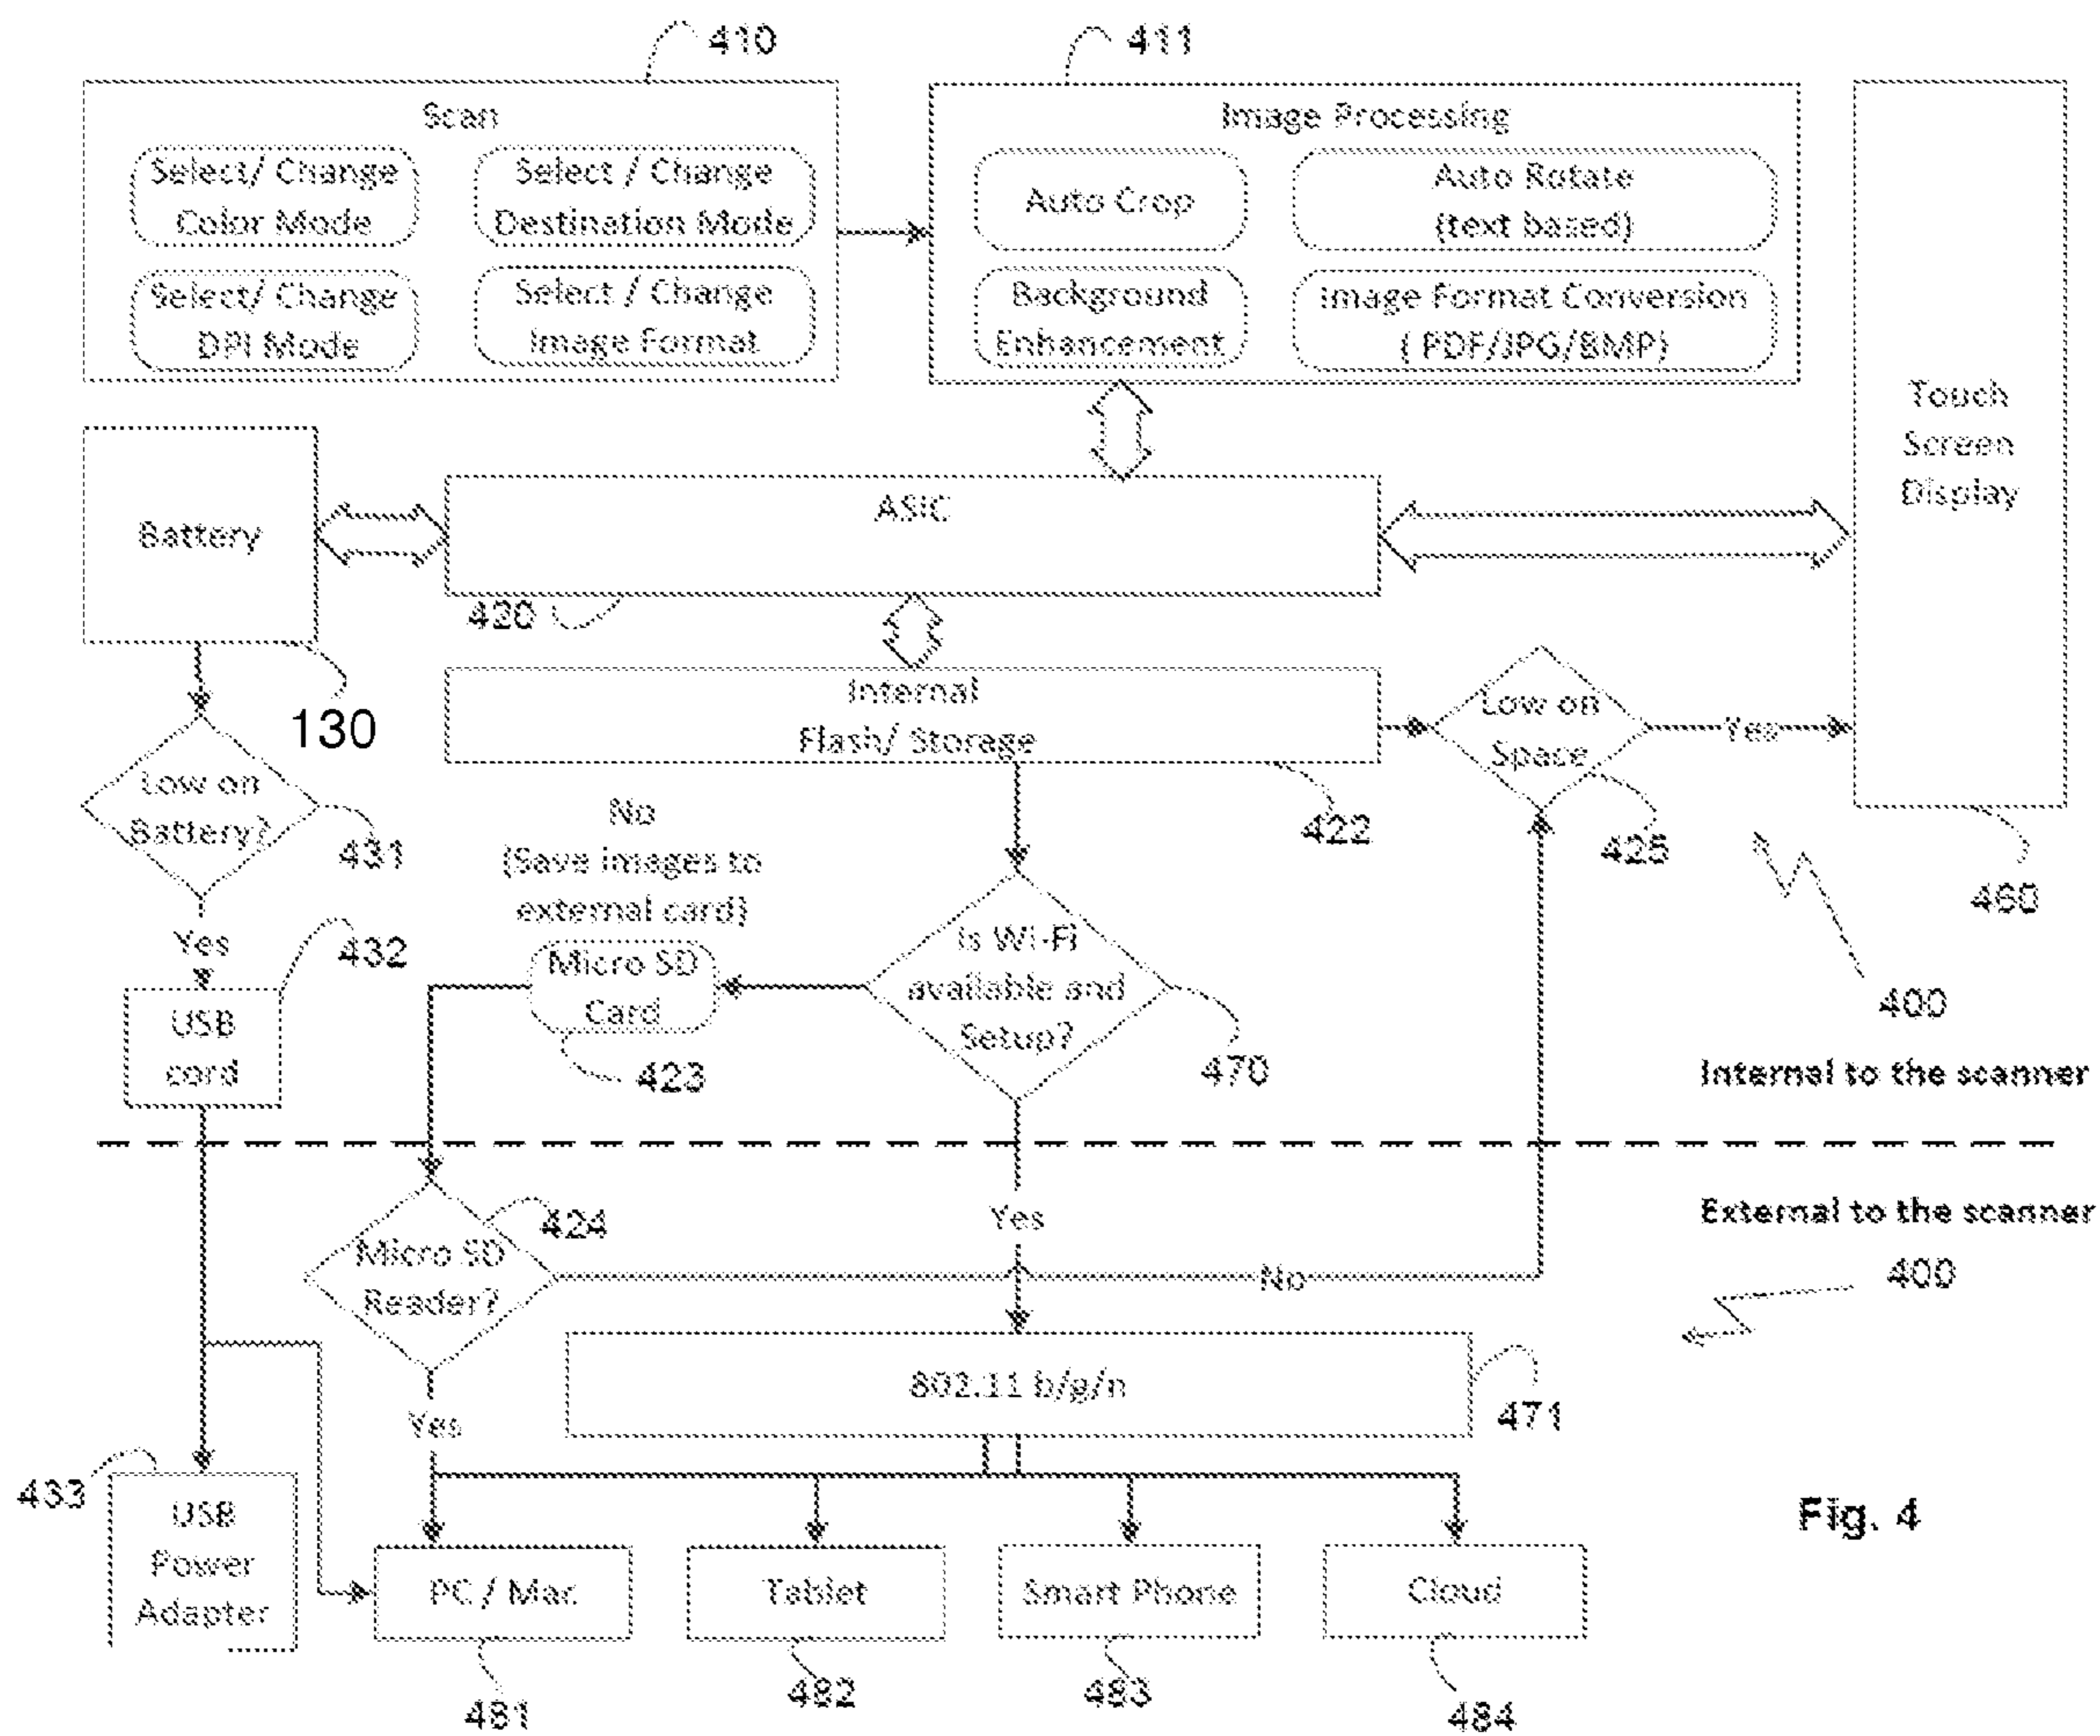 410
411
Scan
Select/ Change
Color Mode
Select / Change
Destination Mode
Select/ Change
DPI Mode
Select / Change
Image Format
Image Processing
Auto Crop
Auto Rotate
(text based)
Background
Enhancement
Image Format Conversion
( PDF/JPG/BMP)
Touch
Screen
Display
Battery
ASIC
420
130
Internal
Flash/ Storage
Low on
Space
Yes
422
425
460
Low on
Battery?
431
No
(Save images to
external card)
Micro SD
Card
423
Is Wi-Fi
available and
Setup?
470
400
Yes
432
USB
cord
Internal to the scanner
External to the scanner
400
424
Micro SD
Reader?
Yes
No
802.11 b/g/n
471
Yes
433
USB
Power
Adapter
PC / Mac
Tablet
Smart Phone
Cloud
481
482
483
484
Fig. 4